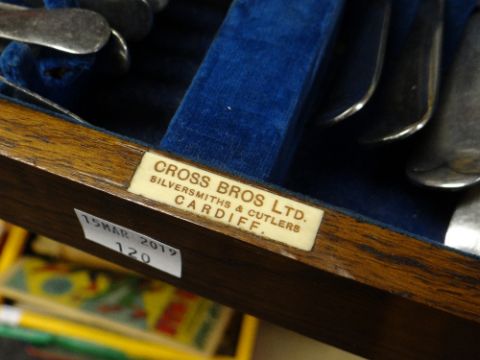 CROSS BROS LTD.
SILVERSMITHS & CUTLERS
CARDIFF.
15 MAR 2019
120